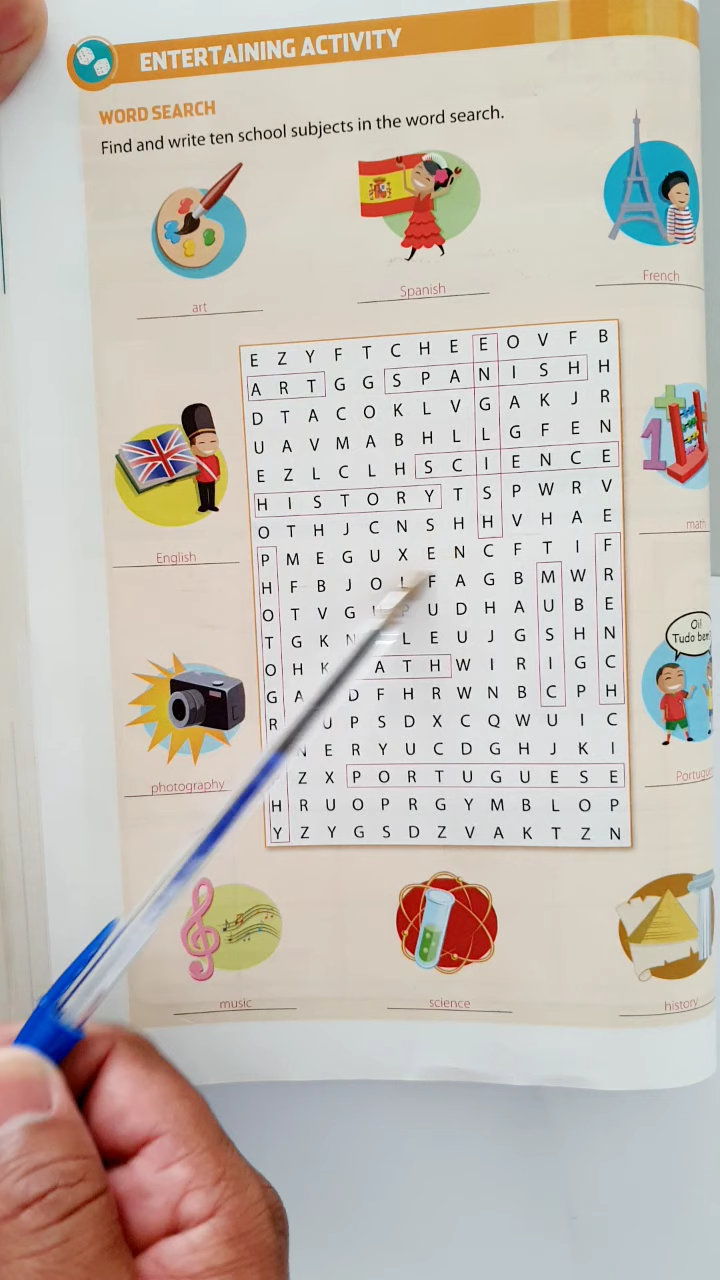 ENTERTAINING ACTIVITY
WORD SEARCH
Find and write ten school subjects in the word search.
art
Spanish
French
E Z Y F T C H E E O V F B
A R T G G S P A N I S H H
D T A C O K L V G A K J R
U A V M A B H L L G F E N
E Z L C L H S C I E N C E
H I S T O R Y T S P W R V
O T H J C N S H H V H A E
P M E G U X E N C F T I F
H F B J O L F A G B M W R
O T V G U D H A U B E
T G K L E U J G S H N
O H K A T H W I R I G C
G A D F H R W N B C P H
R U P S D X C Q W U I C
N E R Y U C D G H J K I
Z X P O R T U G U E S E
H R U O P R G Y M B L O P
Y Z Y G S D Z V A K T Z N
English
math
Oi!
Tudo bem
photography
Portugue
music
science
history